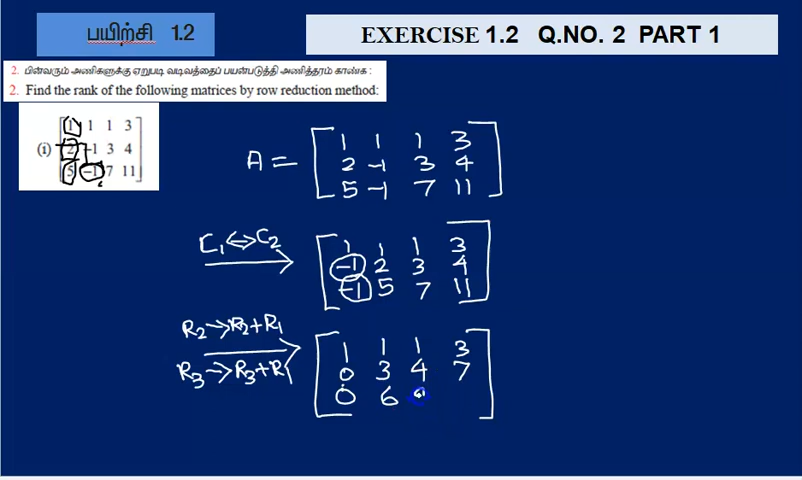 பயிற்சி 1.2
EXERCISE 1.2 Q.NO. 2 PART 1
2. பின்வரும் அணிகளுக்கு ஏறுபடி வடிவத்தைப் பயன்படுத்தி அணித்தரம் காண்க :
2. Find the rank of the following matrices by row reduction method:
(i)
1 1 1 3
2 -1 3 4
5 -1 7 11
A =
1 1 1 3
2 -1 3 4
5 -1 7 11
C₁ ⇔ C₂
1 1 1 3
-1 2 3 4
-1 5 7 11
R₂ → R₂ + R₁
R₃ → R₃ + R₁
1 1 1 3
0 3 4 7
0 6